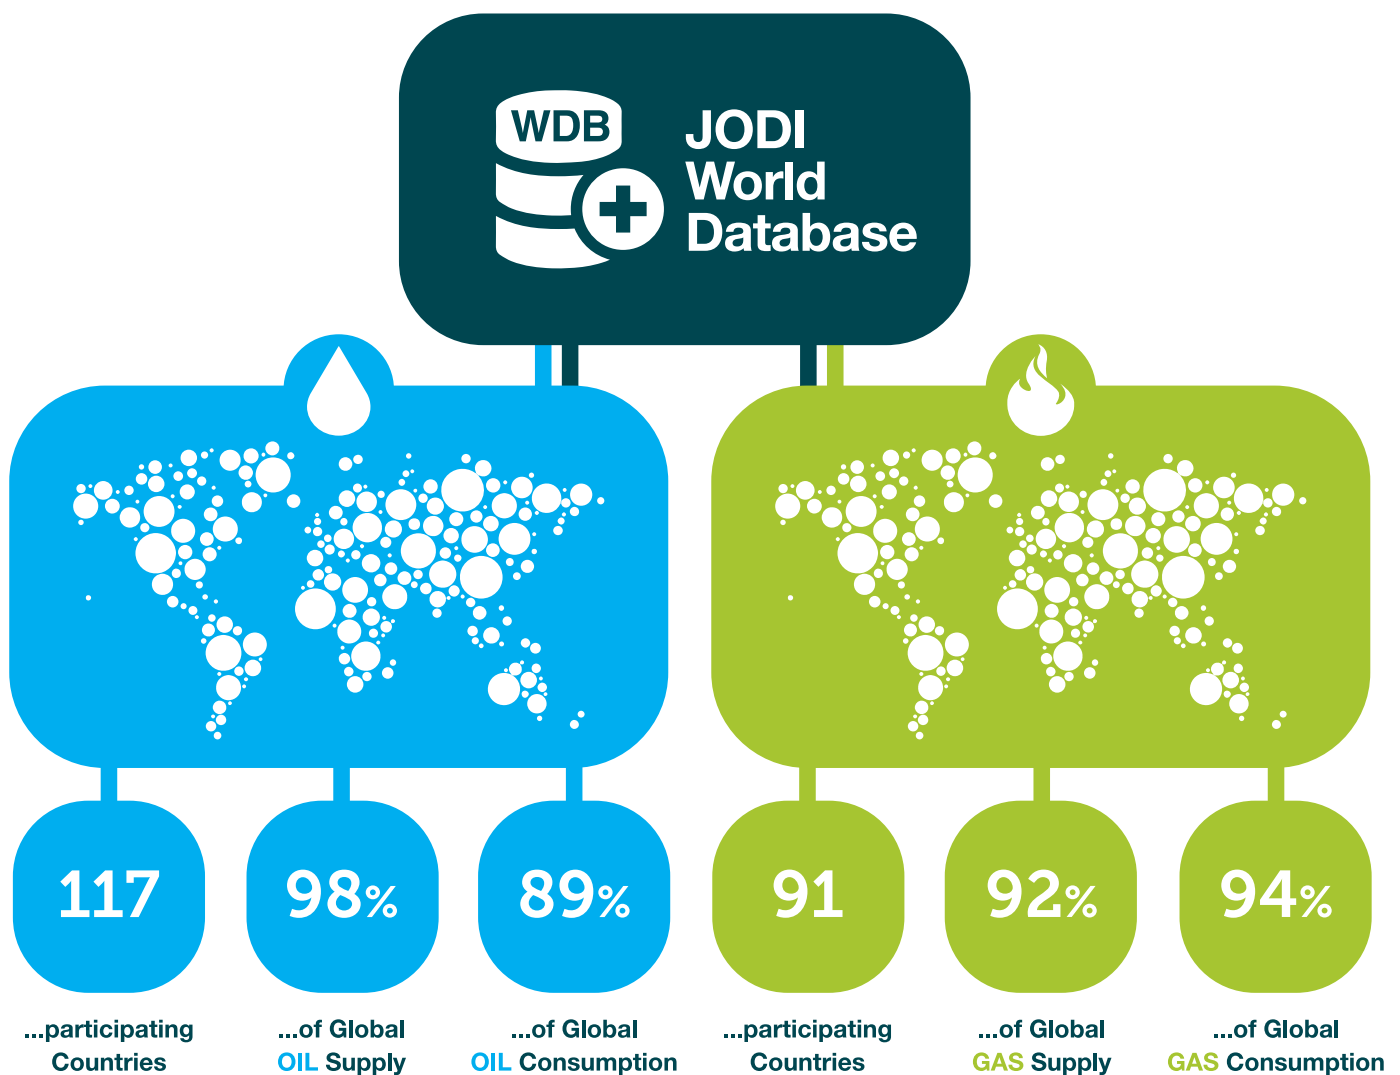 WDB
JODI
World
Database
117
98%
89%
91
92%
94%
...participating
Countries
...of Global
OIL Supply
...of Global
OIL Consumption
...participating
Countries
...of Global
GAS Supply
...of Global
GAS Consumption